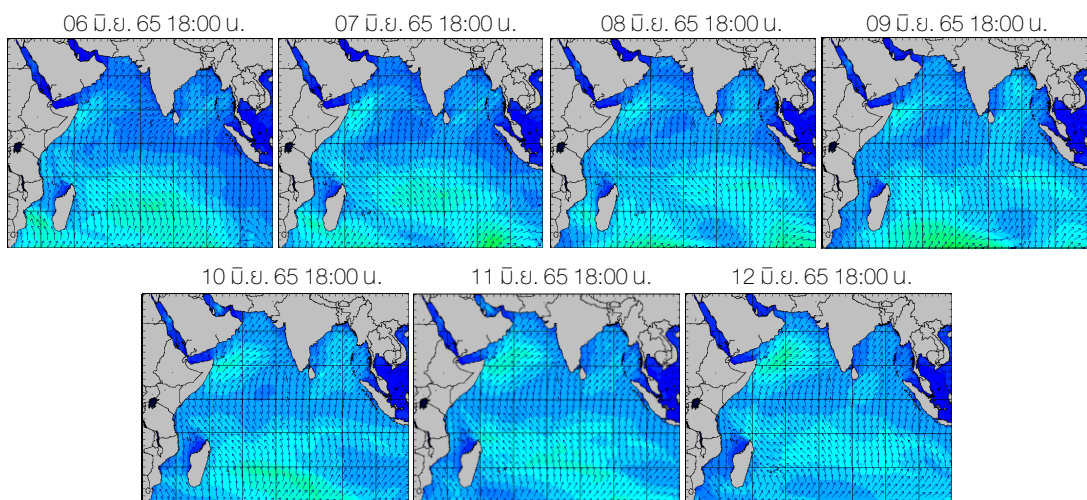 06 มิ.ย. 65 18:00 น.
07 มิ.ย. 65 18:00 น.
08 มิ.ย. 65 18:00 น.
09 มิ.ย. 65 18:00 น.
10 มิ.ย. 65 18:00 น.
11 มิ.ย. 65 18:00 น.
12 มิ.ย. 65 18:00 น.